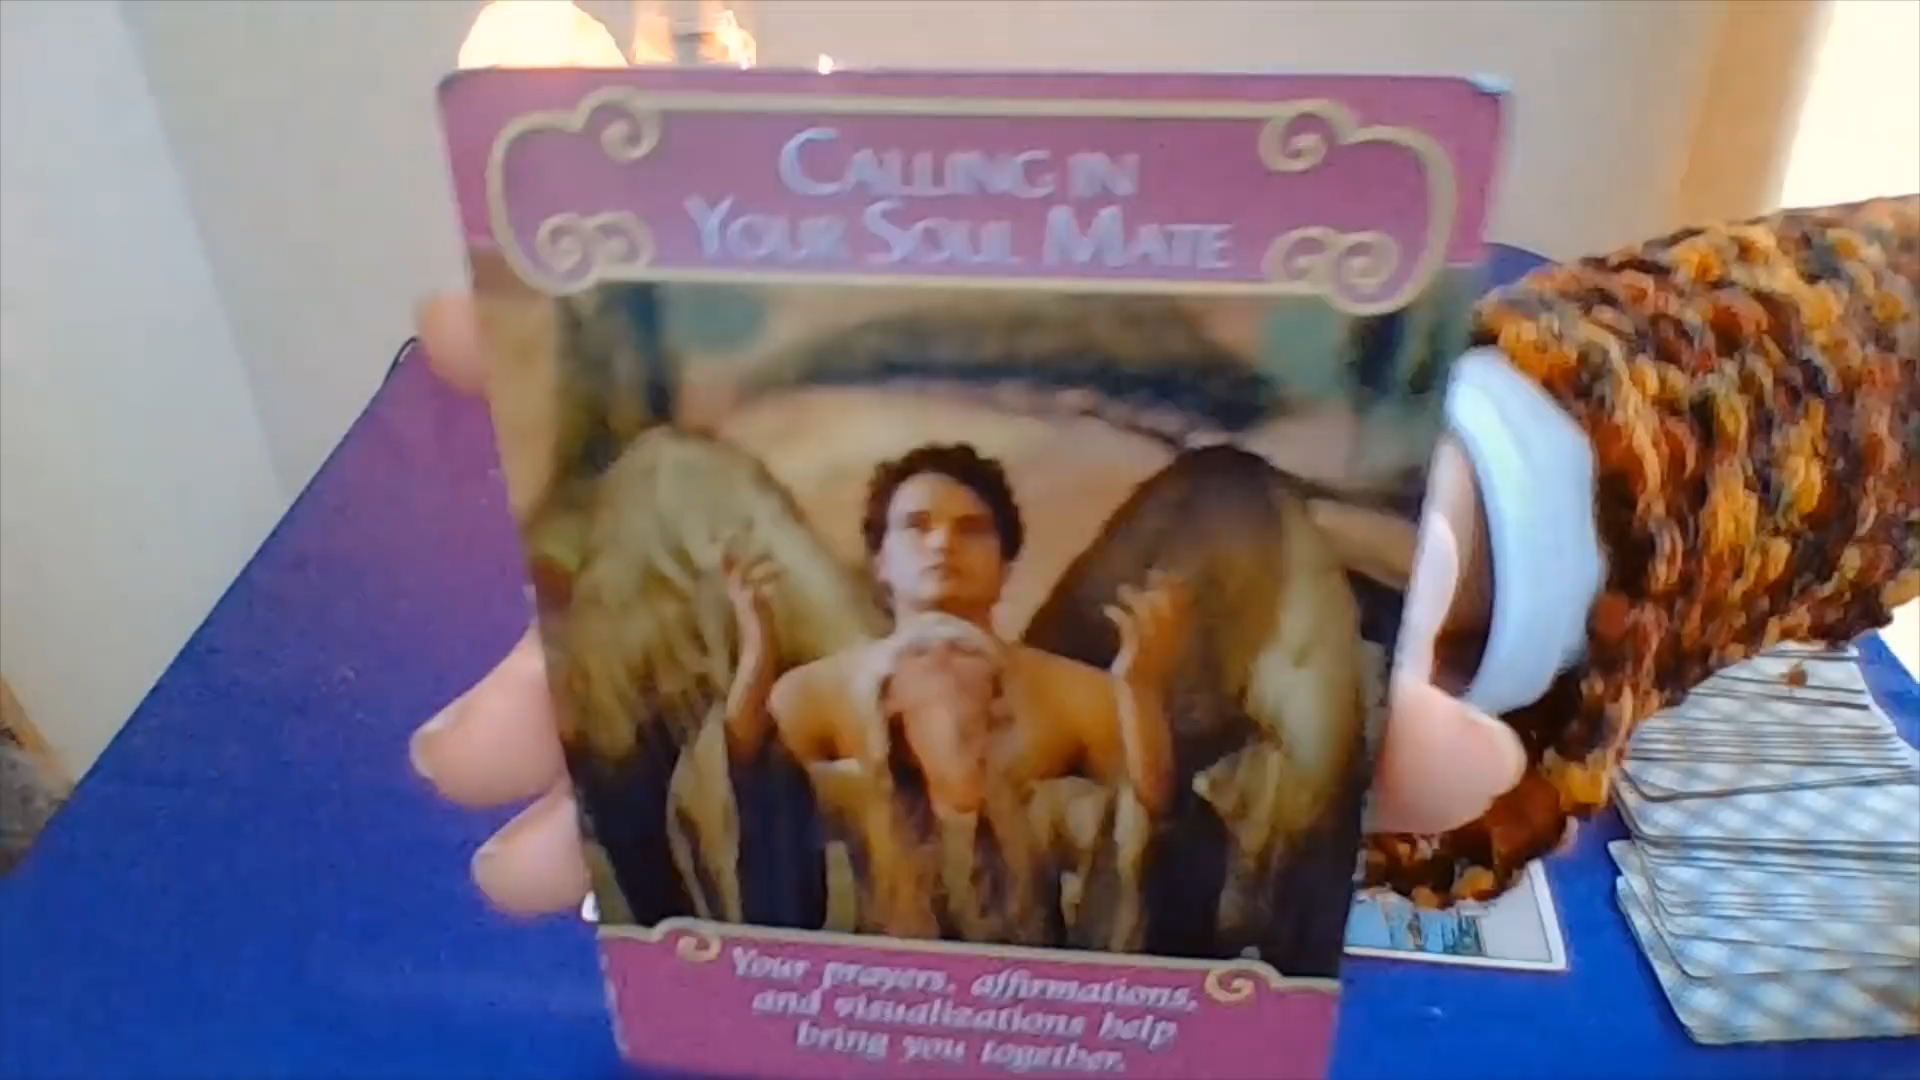 CALLING IN
YOUR SOUL MATE
Your prayers, affirmations,
and visualizations help
bring you together.